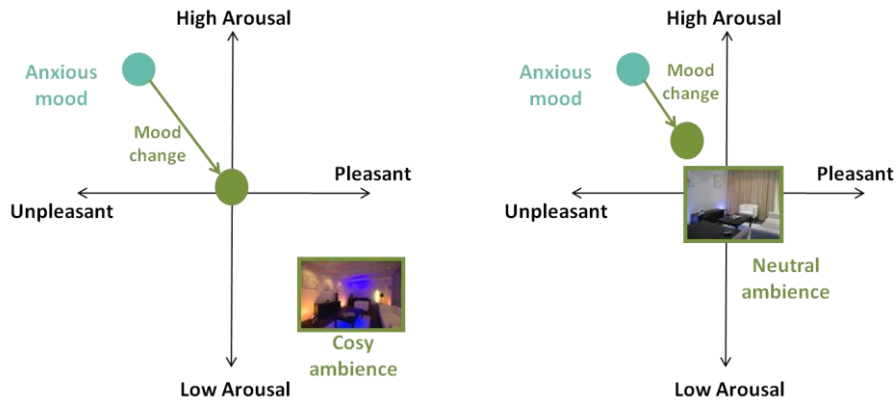 High Arousal
Anxious
mood
Mood
change
Pleasant
Unpleasant
Cosy
ambience
Low Arousal
High Arousal
Anxious
mood
Mood
change
Pleasant
Unpleasant
Neutral
ambience
Low Arousal